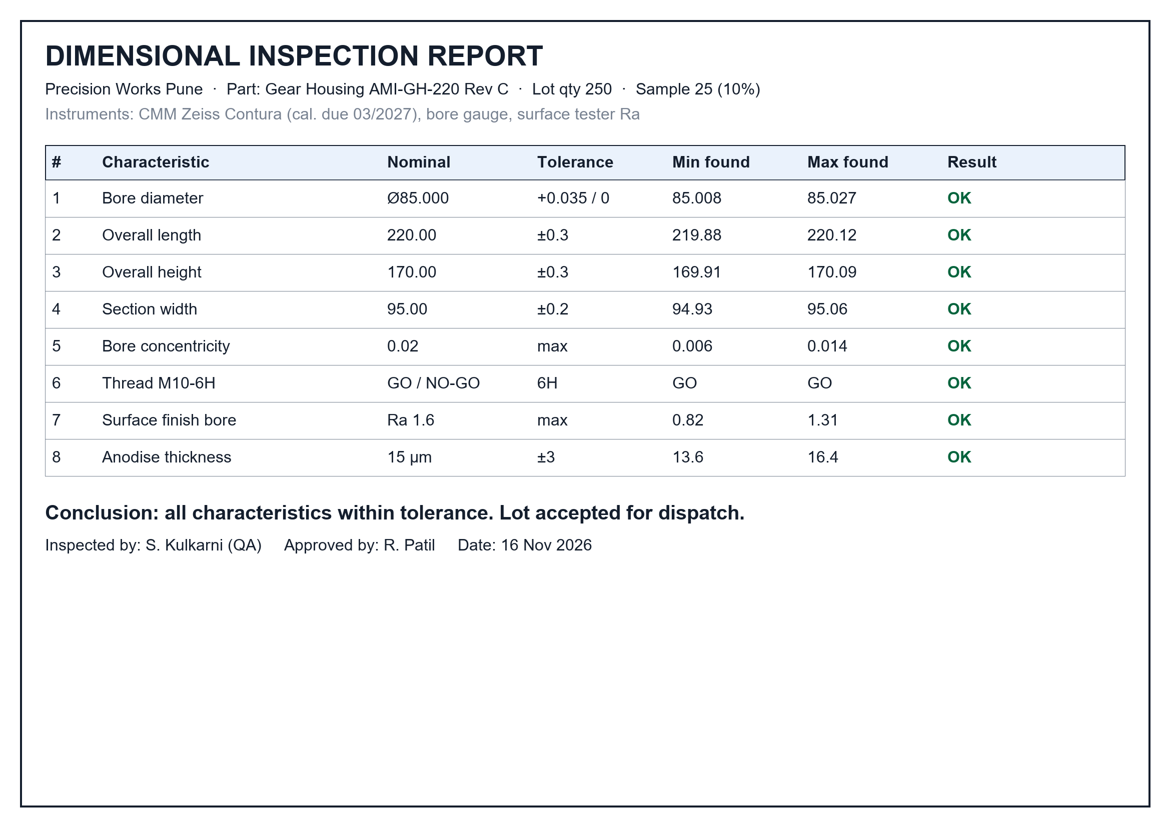 DIMENSIONAL INSPECTION REPORT
Precision Works Pune · Part: Gear Housing AMI-GH-220 Rev C · Lot qty 250 · Sample 25 (10%)
Instruments: CMM Zeiss Contura (cal. due 03/2027), bore gauge, surface tester Ra
# Characteristic Nominal Tolerance Min found Max found Result
1 Bore diameter Ø85.000 +0.035 / 0 85.008 85.027 OK
2 Overall length 220.00 ±0.3 219.88 220.12 OK
3 Overall height 170.00 ±0.3 169.91 170.09 OK
4 Section width 95.00 ±0.2 94.93 95.06 OK
5 Bore concentricity 0.02 max 0.006 0.014 OK
6 Thread M10-6H GO / NO-GO 6H GO GO OK
7 Surface finish bore Ra 1.6 max 0.82 1.31 OK
8 Anodise thickness 15 µm ±3 13.6 16.4 OK
Conclusion: all characteristics within tolerance. Lot accepted for dispatch.
Inspected by: S. Kulkarni (QA) Approved by: R. Patil Date: 16 Nov 2026